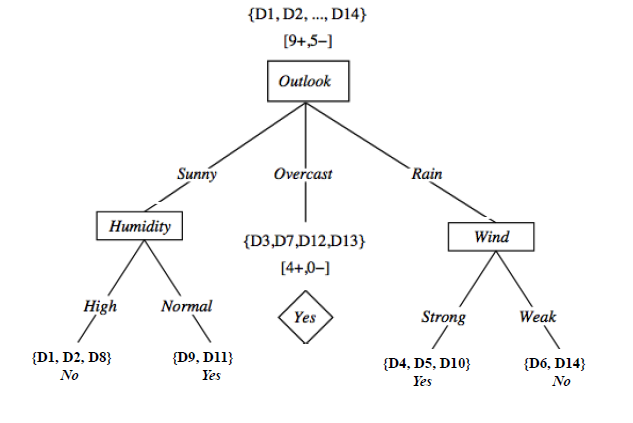 {D1, D2, ..., D14}
[9+,5−]
Outlook
Sunny
Overcast
Rain
Humidity
{D3,D7,D12,D13}
[4+,0−]
Wind
High
Normal
Yes
Strong
Weak
{D1, D2, D8}
No
{D9, D11}
Yes
{D4, D5, D10}
Yes
{D6, D14}
No